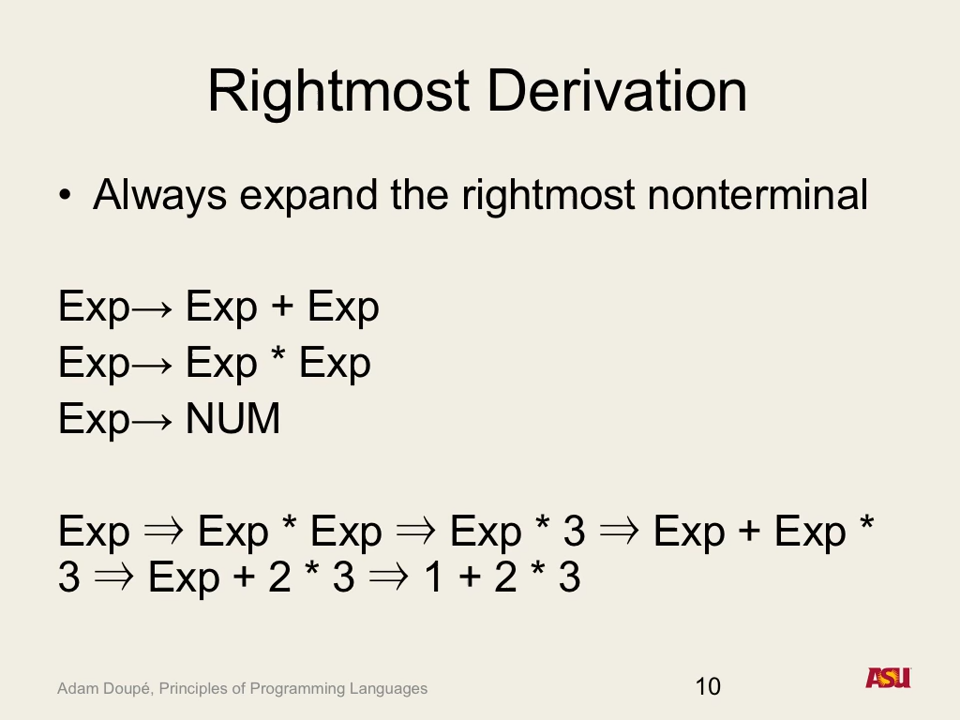 Rightmost Derivation
• Always expand the rightmost nonterminal
Exp→ Exp + Exp
Exp→ Exp * Exp
Exp→ NUM
Exp ⇒ Exp * Exp ⇒ Exp * 3 ⇒ Exp + Exp *
3 ⇒ Exp + 2 * 3 ⇒ 1 + 2 * 3
Adam Doupé, Principles of Programming Languages
10
ASU